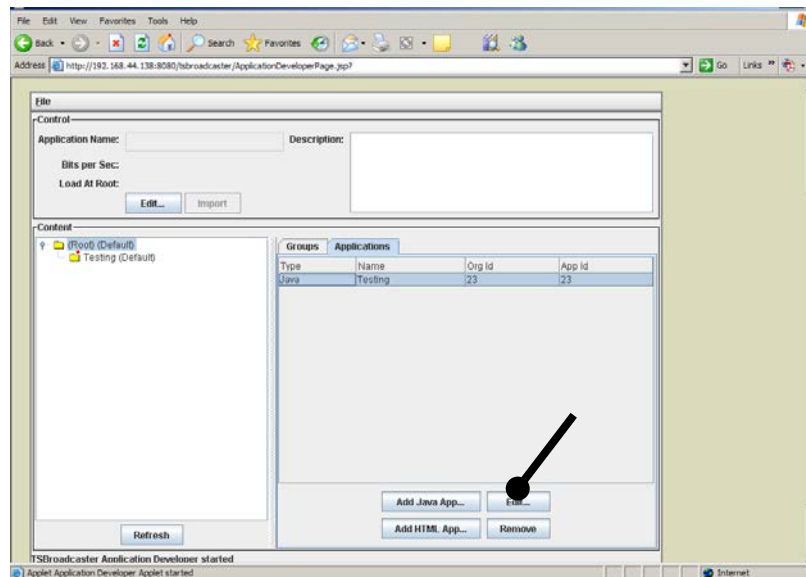 File Edit View Favorites Tools Help
Back Search Favorites
Address http://192.168.44.138:8080/tsbroadcaster/ApplicationDeveloperPage.jsp? Go Links »
File
Control
Application Name: Description:
Bits per Sec:
Load At Root:
Edit... Import
Content
(Root) (Default)
Testing (Default)
Groups Applications
Type Name Org Id App Id
Java Testing 23 23
Add Java App... Edit...
Add HTML App... Remove
Refresh
TSBroadcaster Application Developer started
Applet Application Developer Applet started Internet